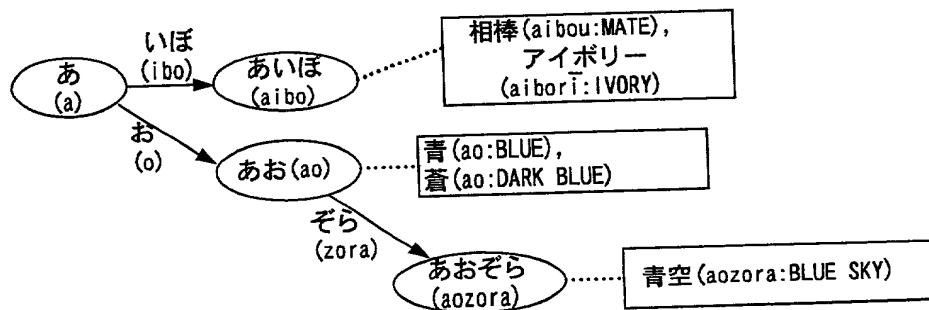 あ
(a)
いぼ
(ibo)
あいぼ
(aibo)
相棒(aibou:MATE),
アイボリー
(aiborī:IVORY)
お
(o)
あお(ao)
青(ao:BLUE),
蒼(ao:DARK BLUE)
ぞら
(zora)
あおぞら
(aozora)
青空(aozora:BLUE SKY)